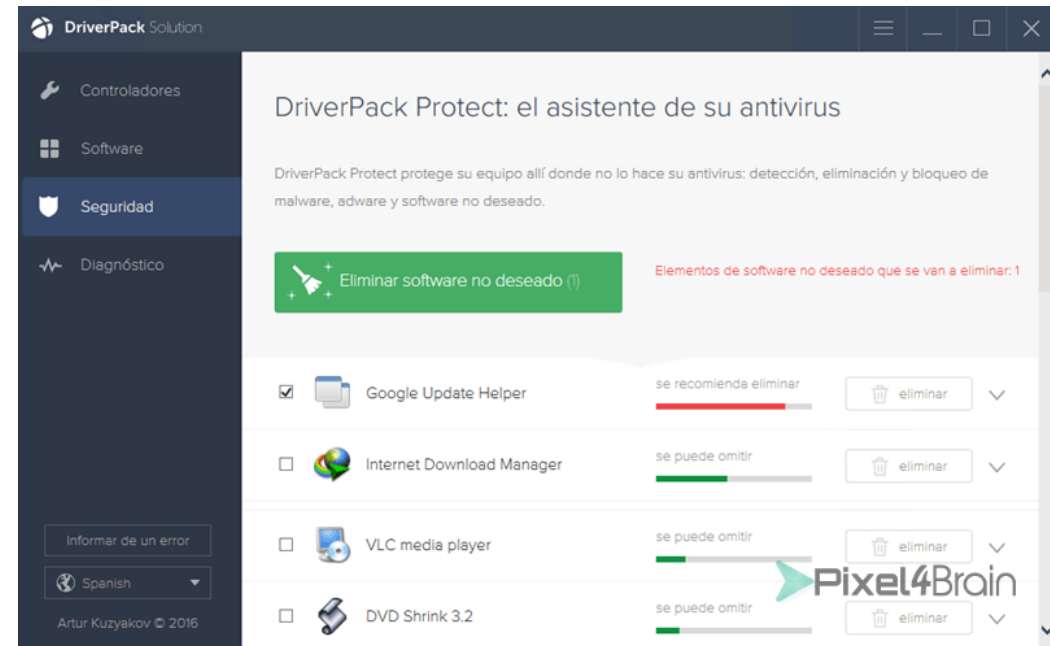 DriverPack Solution
Controladores
Software
Seguridad
Diagnóstico
Informar de un error
Spanish
Artur Kuzyakov © 2016
DriverPack Protect: el asistente de su antivirus
DriverPack Protect protege su equipo allí donde no lo hace su antivirus: detección, eliminación y bloqueo de
malware, adware y software no deseado.
Eliminar software no deseado (1)
Elementos de software no deseado que se van a eliminar: 1
Google Update Helper
se recomienda eliminar
eliminar
Internet Download Manager
se puede omitir
eliminar
VLC media player
se puede omitir
eliminar
Pixel4Brain
DVD Shrink 3.2
se puede omitir
eliminar